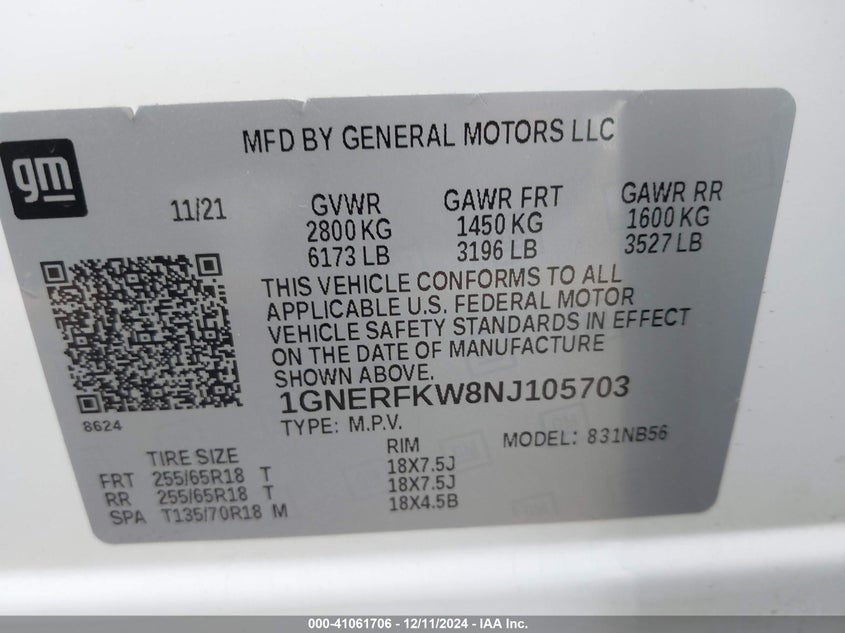 MFD BY GENERAL MOTORS LLC
gm
11/21
GVWR
2800 KG
6173 LB
GAWR FRT
1450 KG
3196 LB
GAWR RR
1600 KG
3527 LB
THIS VEHICLE CONFORMS TO ALL
APPLICABLE U.S. FEDERAL MOTOR
VEHICLE SAFETY STANDARDS IN EFFECT
ON THE DATE OF MANUFACTURE
SHOWN ABOVE.
1GNERFKW8NJ105703
8624
TYPE: M.P.V.
MODEL: 831NB56
TIRE SIZE
RIM
FRT 255/65R18 T 18X7.5J
RR 255/65R18 T 18X7.5J
SPA T135/70R18 M 18X4.5B
000-41061706 - 12/11/2024 - IAA Inc.